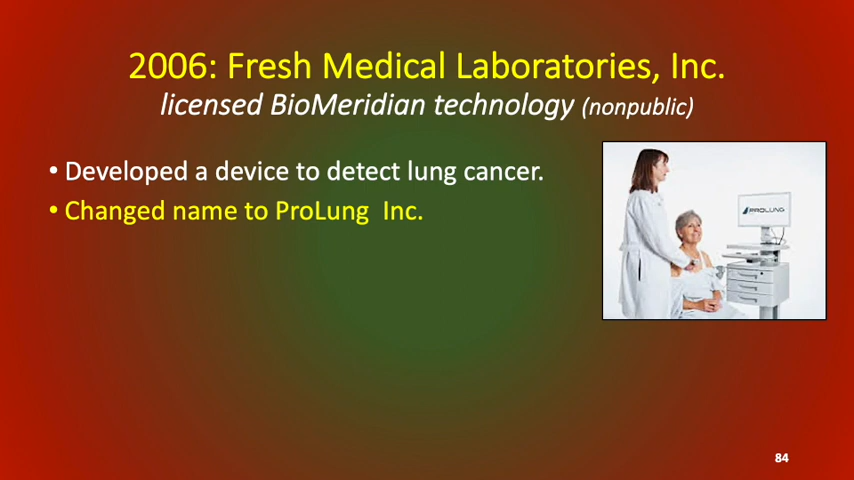 2006: Fresh Medical Laboratories, Inc.
licensed BioMeridian technology (nonpublic)
• Developed a device to detect lung cancer.
• Changed name to ProLung Inc.
PROLUNG
84